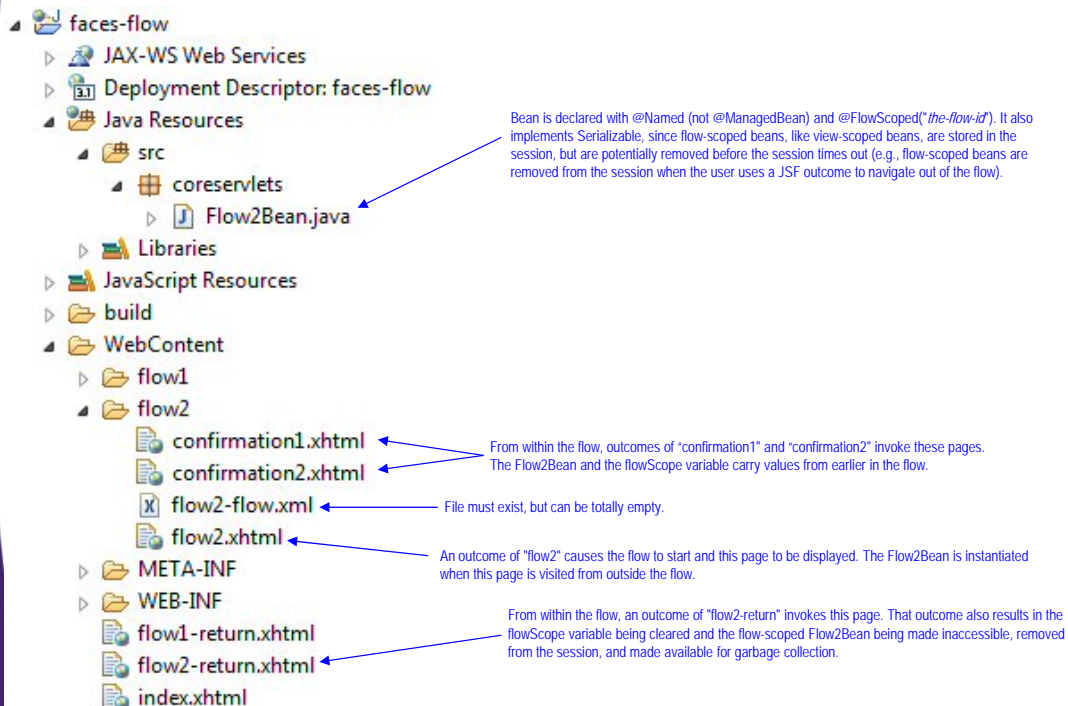 faces-flow
JAX-WS Web Services
3.1 Deployment Descriptor: faces-flow
Java Resources
Bean is declared with @Named (not @ManagedBean) and @FlowScoped("the-flow-id"). It also
implements Serializable, since flow-scoped beans, like view-scoped beans, are stored in the
session, but are potentially removed before the session times out (e.g., flow-scoped beans are
removed from the session when the user uses a JSF outcome to navigate out of the flow).
src
coreservlets
J Flow2Bean.java
Libraries
JavaScript Resources
build
WebContent
flow1
flow2
confirmation1.xhtml
confirmation2.xhtml
From within the flow, outcomes of “confirmation1" and “confirmation2" invoke these pages.
The Flow2Bean and the flowScope variable carry values from earlier in the flow.
X flow2-flow.xml
File must exist, but can be totally empty.
flow2.xhtml
An outcome of "flow2" causes the flow to start and this page to be displayed. The Flow2Bean is instantiated
when this page is visited from outside the flow.
META-INF
WEB-INF
flow1-return.xhtml
flow2-return.xhtml
From within the flow, an outcome of "flow2-return" invokes this page. That outcome also results in the
flowScope variable being cleared and the flow-scoped Flow2Bean being made inaccessible, removed
from the session, and made available for garbage collection.
index.xhtml